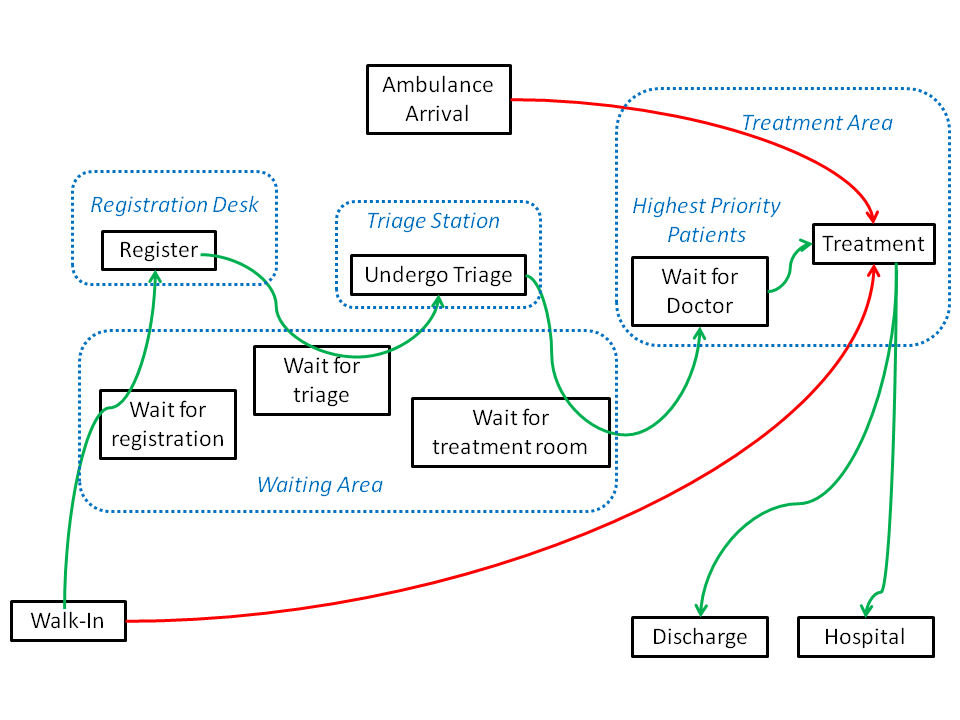 Ambulance
Arrival
Treatment Area
Registration Desk
Register
Triage Station
Undergo Triage
Highest Priority
Patients
Wait for
Doctor
Treatment
Wait for
registration
Wait for
triage
Wait for
treatment room
Waiting Area
Walk-In
Discharge
Hospital